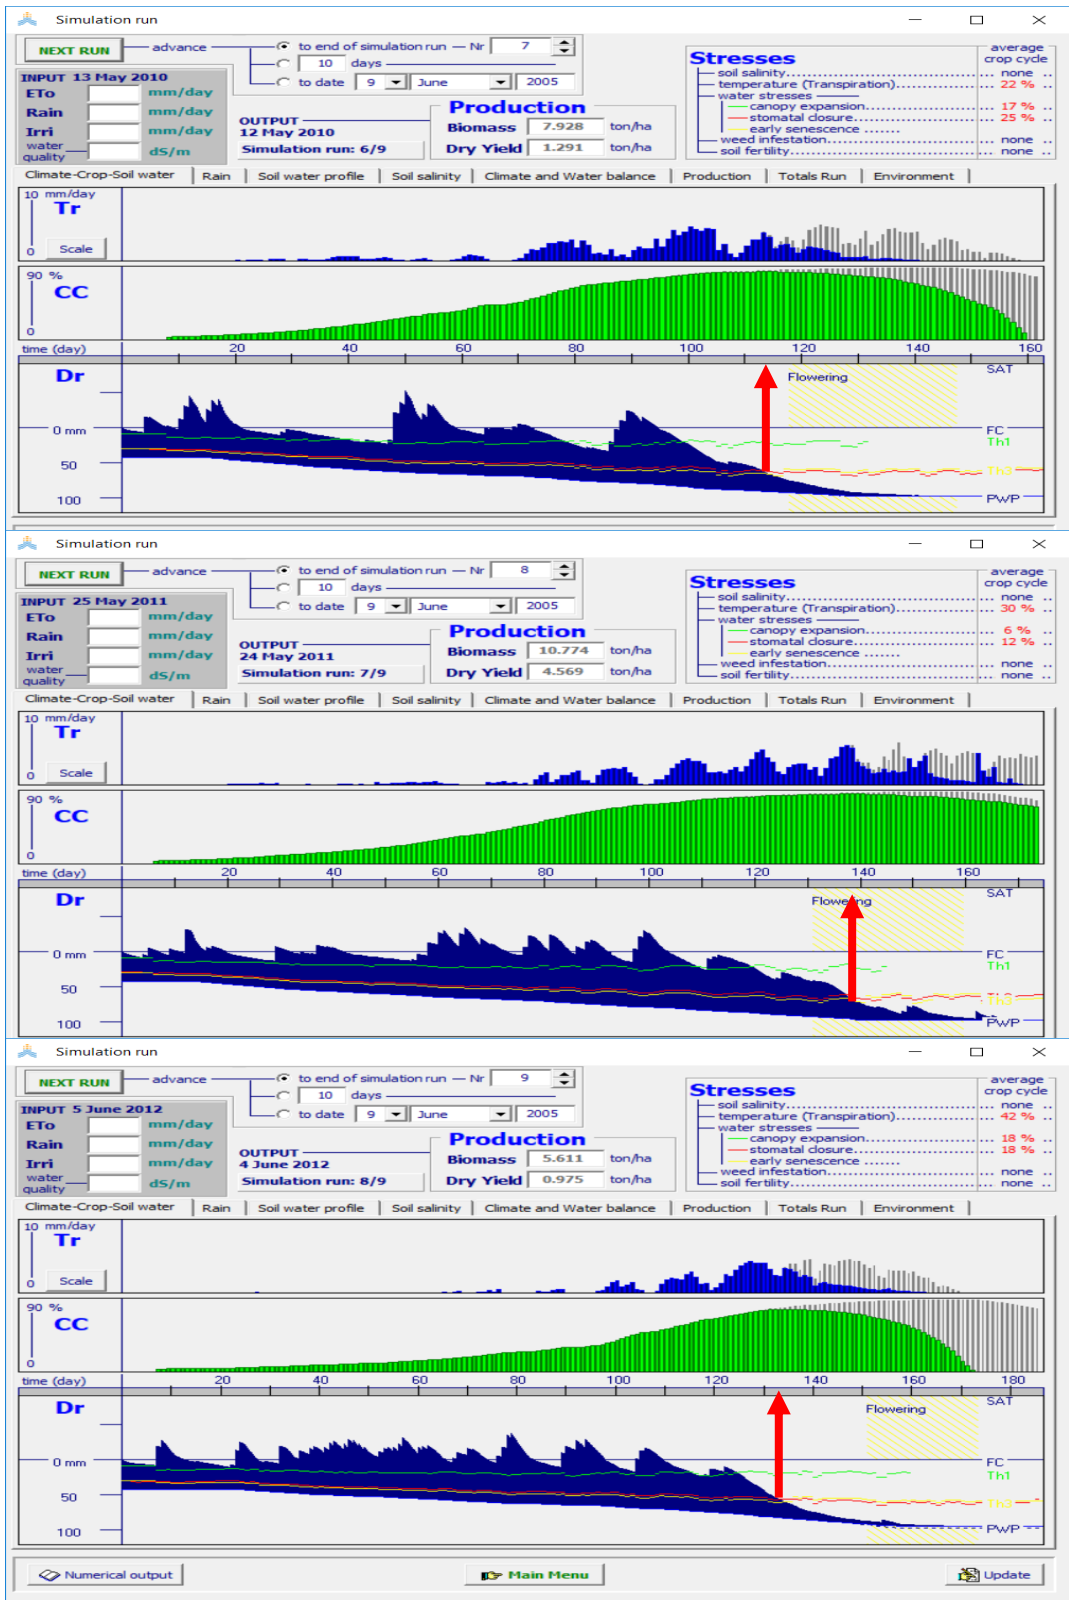 Simulation run
NEXT RUN advance to end of simulation run — Nr 7
10 days
to date 9 June 2005
INPUT 13 May 2010
ETo mm/day
Rain mm/day
Irri mm/day
water quality dS/m
OUTPUT
12 May 2010
Simulation run: 6/9
Production
Biomass 7.928 ton/ha
Dry Yield 1.291 ton/ha
Stresses average crop cycle
soil salinity none
temperature (Transpiration) 22 %
water stresses
canopy expansion 17 %
stomatal closure 25 %
early senescence
weed infestation none
soil fertility none
Climate-Crop-Soil water Rain Soil water profile Soil salinity Climate and Water balance Production Totals Run Environment
10 mm/day
Tr
0 Scale
90 %
CC
0
time (day) 20 40 60 80 100 120 140 160
Dr Flowering SAT
0 mm FC
Th1
50 Th3
100 PWP
Simulation run
NEXT RUN advance to end of simulation run — Nr 8
10 days
to date 9 June 2005
INPUT 25 May 2011
ETo mm/day
Rain mm/day
Irri mm/day
water quality dS/m
OUTPUT
24 May 2011
Simulation run: 7/9
Production
Biomass 10.774 ton/ha
Dry Yield 4.569 ton/ha
Stresses average crop cycle
soil salinity none
temperature (Transpiration) 30 %
water stresses
canopy expansion 6 %
stomatal closure 12 %
early senescence
weed infestation none
soil fertility none
Climate-Crop-Soil water Rain Soil water profile Soil salinity Climate and Water balance Production Totals Run Environment
10 mm/day
Tr
0 Scale
90 %
CC
0
time (day) 20 40 60 80 100 120 140 160
Dr Flowering SAT
0 mm FC
Th1
50 Th3
100 PWP
Simulation run
NEXT RUN advance to end of simulation run — Nr 9
10 days
to date 9 June 2005
INPUT 5 June 2012
ETo mm/day
Rain mm/day
Irri mm/day
water quality dS/m
OUTPUT
4 June 2012
Simulation run: 8/9
Production
Biomass 5.611 ton/ha
Dry Yield 0.975 ton/ha
Stresses average crop cycle
soil salinity none
temperature (Transpiration) 42 %
water stresses
canopy expansion 18 %
stomatal closure 18 %
early senescence
weed infestation none
soil fertility none
Climate-Crop-Soil water Rain Soil water profile Soil salinity Climate and Water balance Production Totals Run Environment
10 mm/day
Tr
0 Scale
90 %
CC
0
time (day) 20 40 60 80 100 120 140 160 180
Dr Flowering SAT
0 mm FC
Th1
50 Th3
100 PWP
Numerical output Main Menu Update